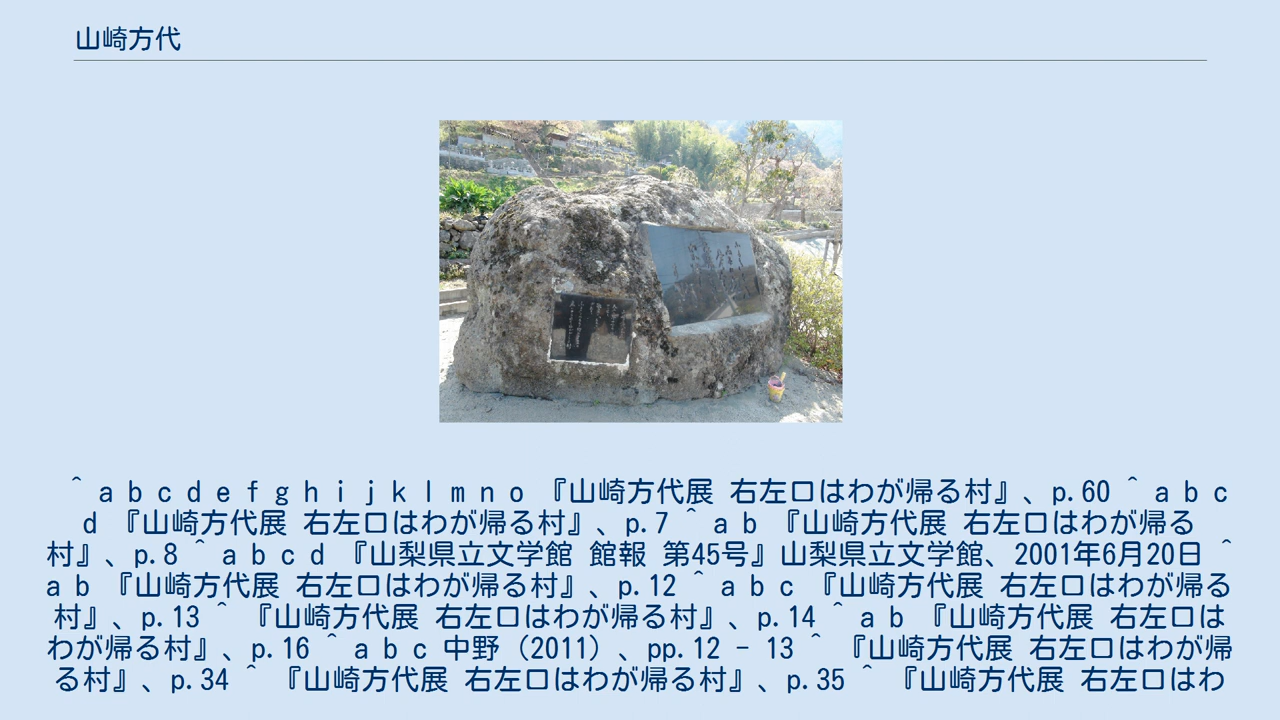 山崎方代
^ a b c d e f g h i j k l m n o 『山崎方代展 右左口はわが帰る村』、p.60 ^ a b c
d 『山崎方代展 右左口はわが帰る村』、p.7 ^ a b 『山崎方代展 右左口はわが帰る
村』、p.8 ^ a b c d 『山梨県立文学館 館報 第45号』山梨県立文学館、2001年6月20日 ^
a b 『山崎方代展 右左口はわが帰る村』、p.12 ^ a b c 『山崎方代展 右左口はわが帰る
村』、p.13 ^ 『山崎方代展 右左口はわが帰る村』、p.14 ^ a b 『山崎方代展 右左口は
わが帰る村』、p.16 ^ a b c 中野（2011）、pp.12 - 13 ^ 『山崎方代展 右左口はわが帰
る村』、p.34 ^ 『山崎方代展 右左口はわが帰る村』、p.35 ^ 『山崎方代展 右左口はわ